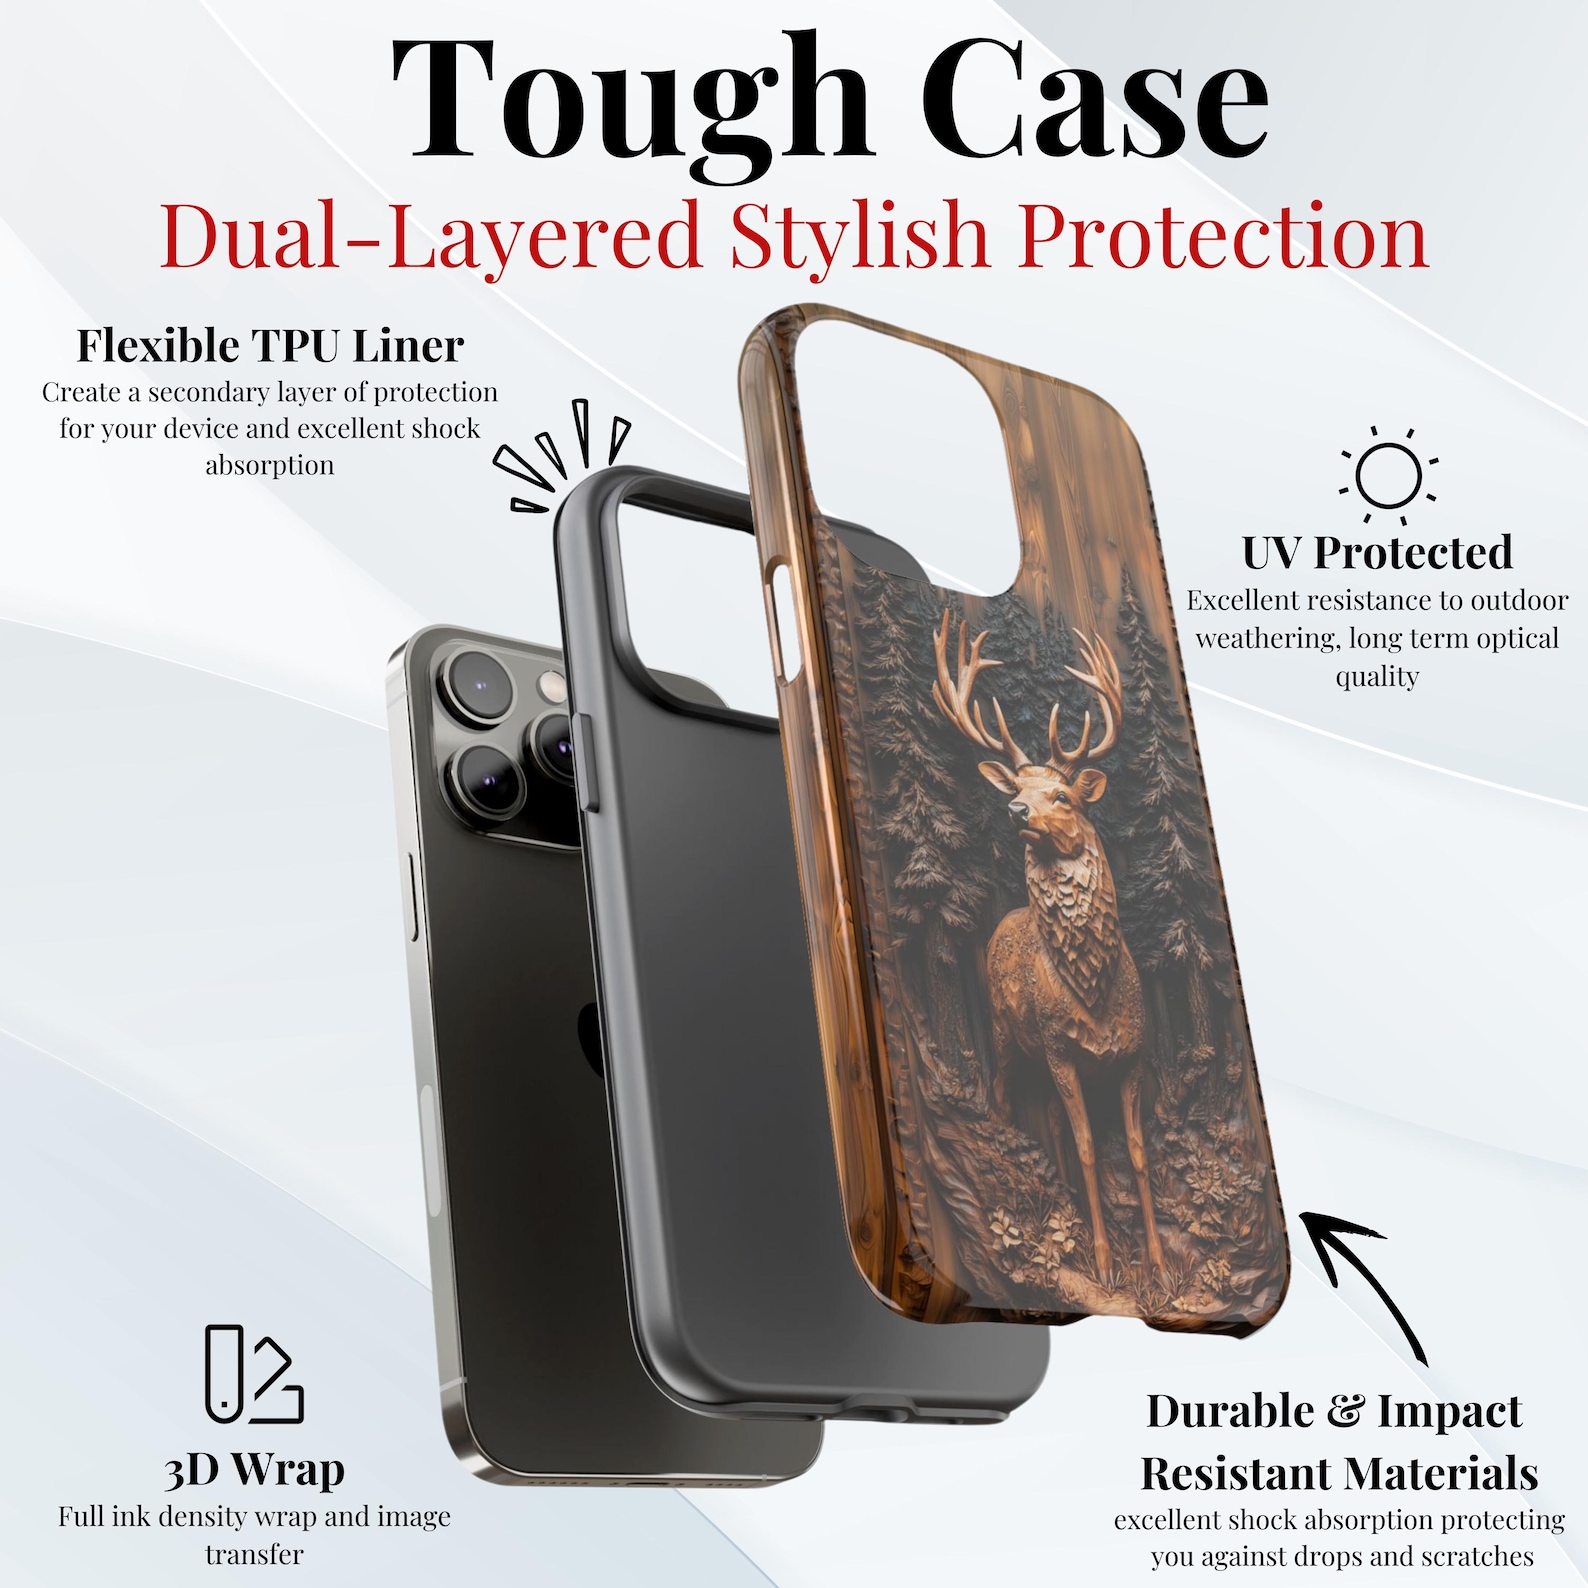 Tough Case
Dual-Layered Stylish Protection
Flexible TPU Liner
Create a secondary layer of protection
for your device and excellent shock
absorption
UV Protected
Excellent resistance to outdoor
weathering, long term optical
quality
3D Wrap
Full ink density wrap and image
transfer
Durable & Impact
Resistant Materials
excellent shock absorption protecting
you against drops and scratches